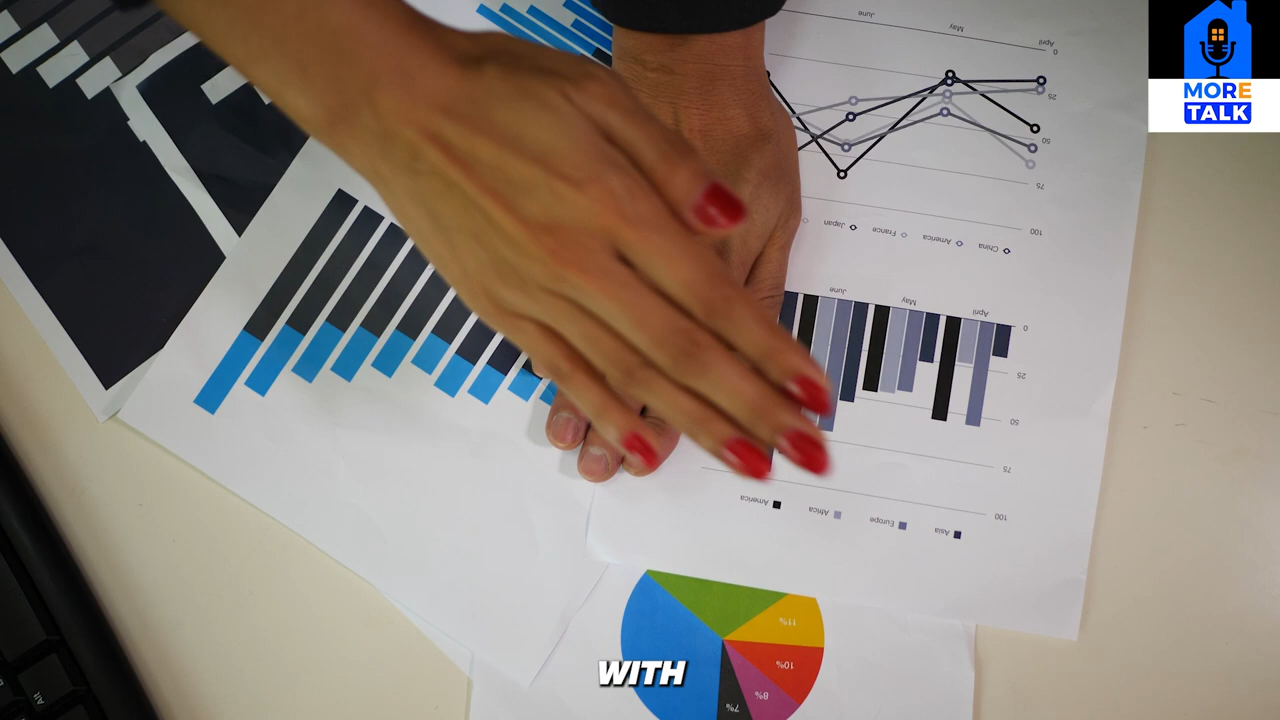 MORE
TALK
June
May
April
0
25
50
75
100
Japan
France
America
China
June
May
April
0
25
50
75
100
America
Africa
Europe
Asia
11%
10%
8%
7%
WITH
Alt